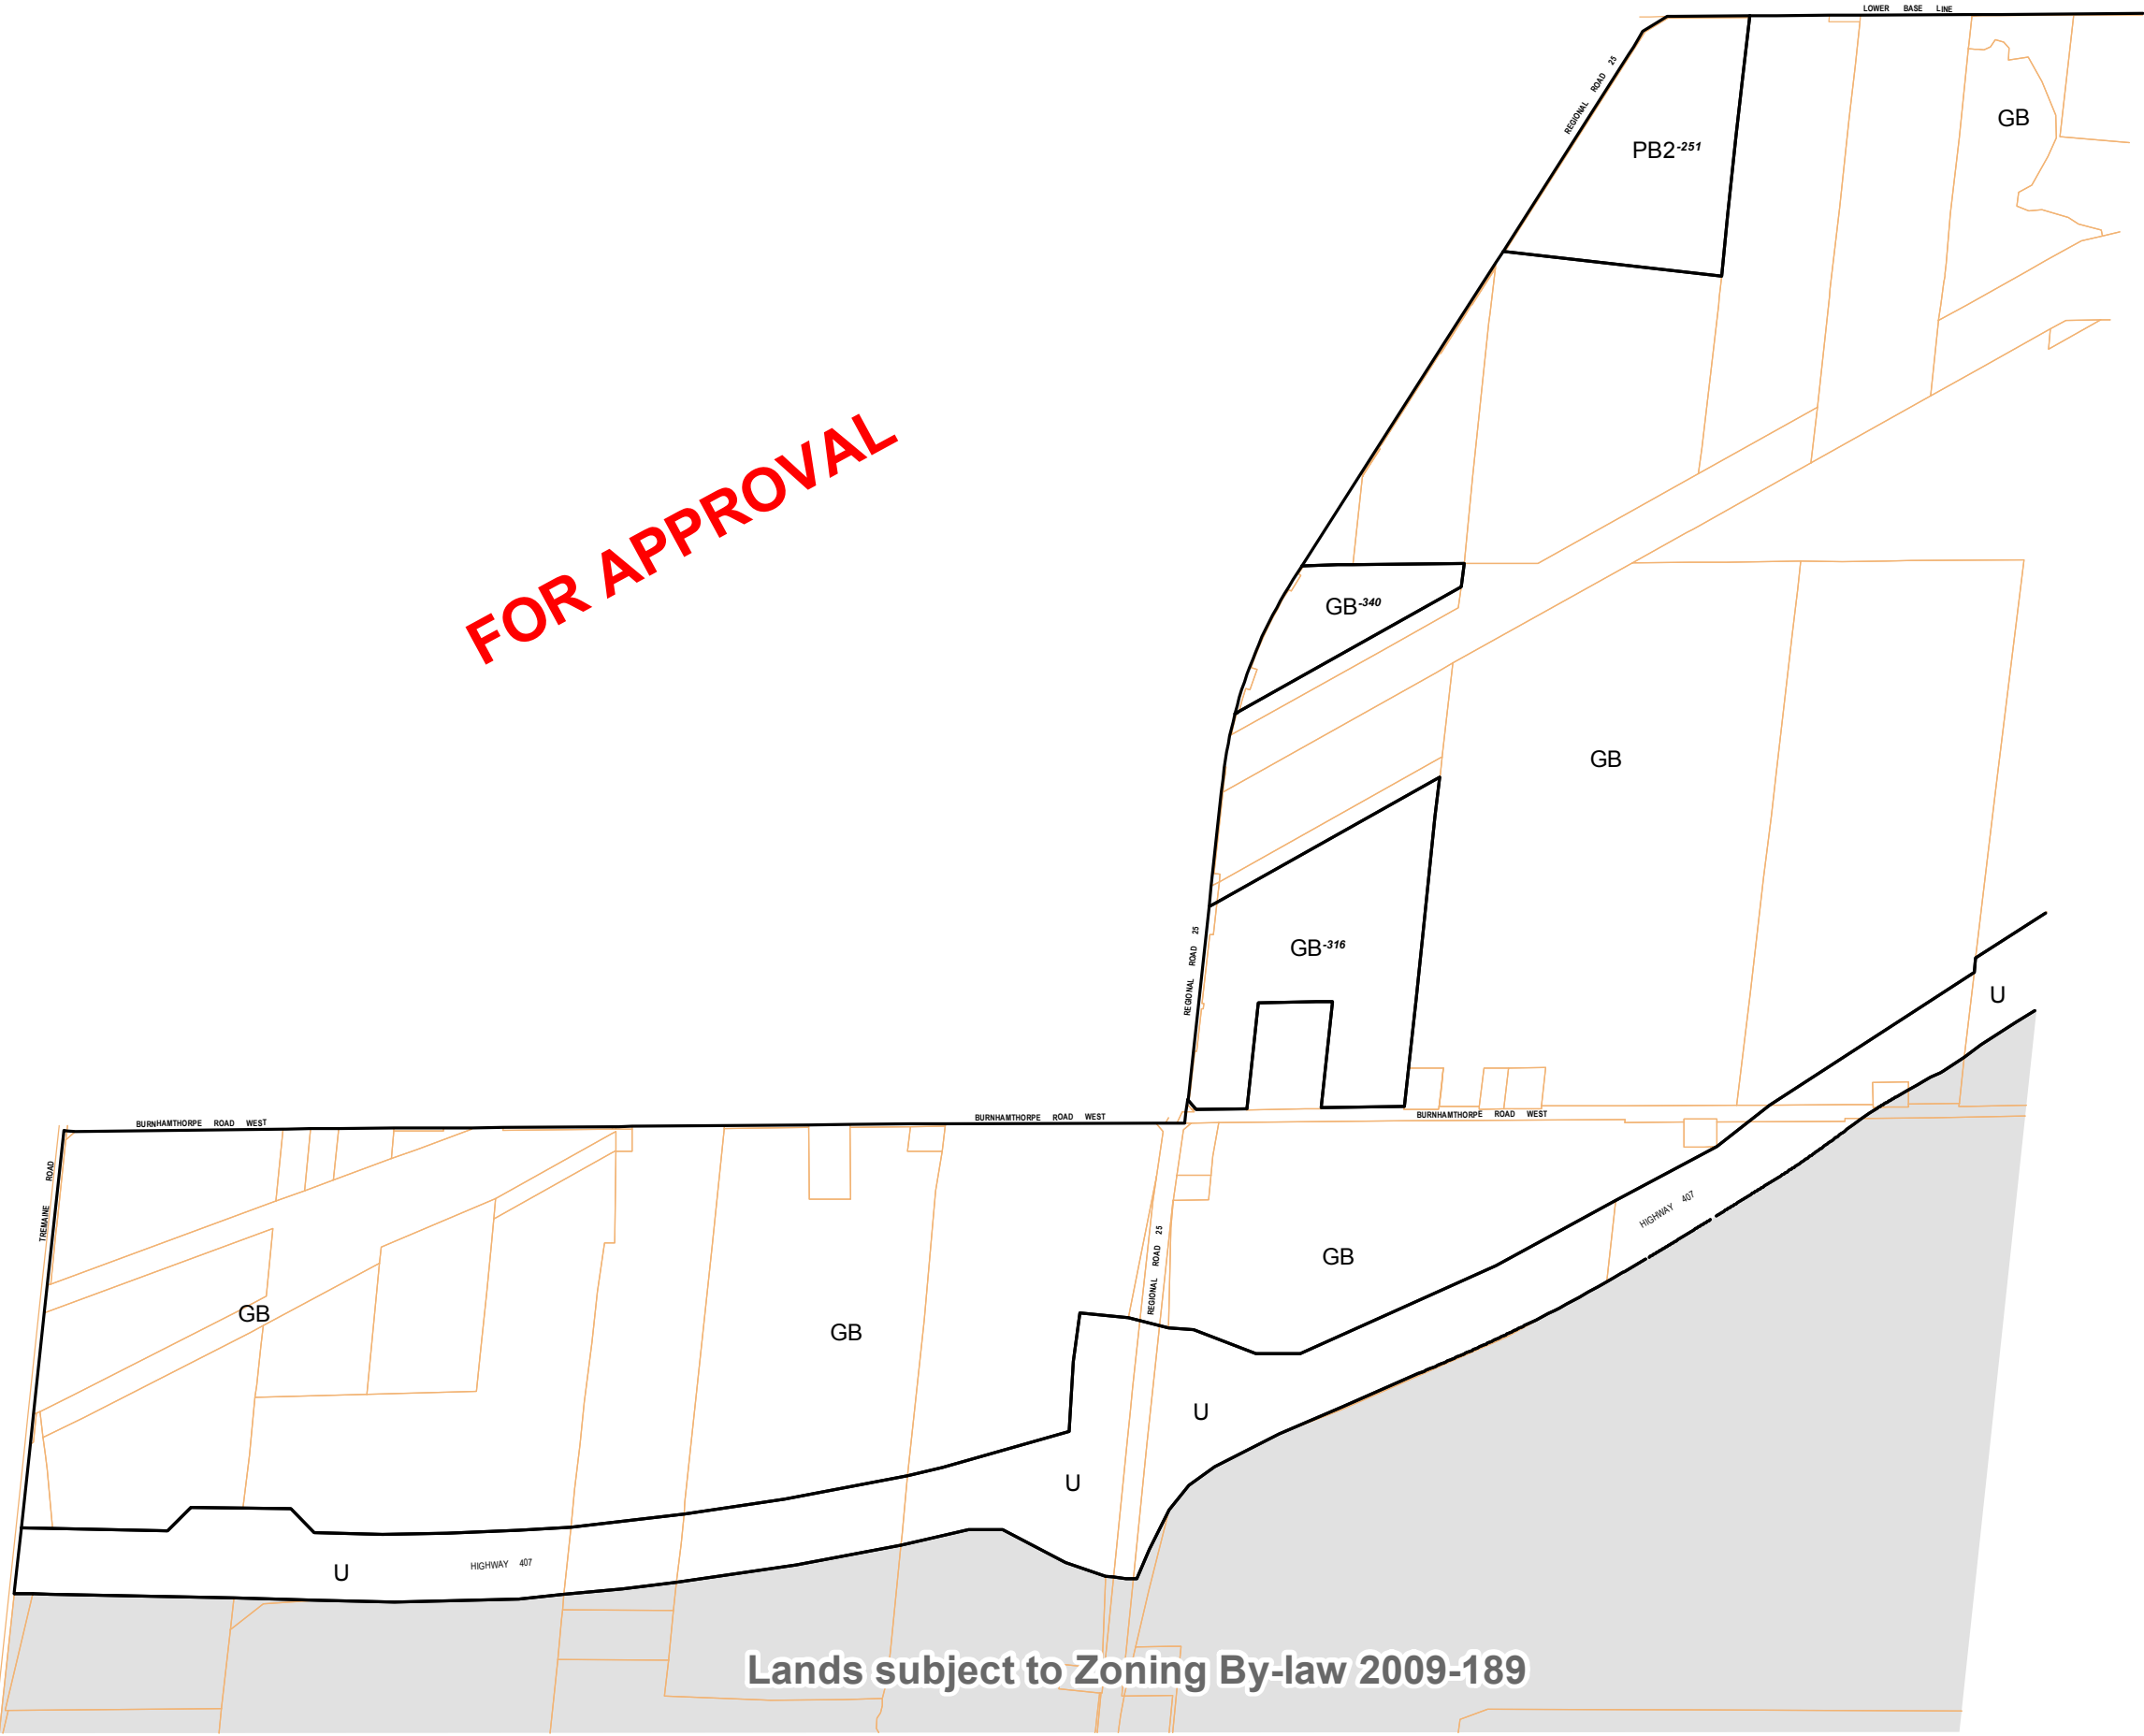 LOWER BASE LINE
REGIONAL ROAD 25
GB
PB2-251
FOR APPROVAL
GB-340
GB
GB-316
REGIONAL ROAD 25
U
BURNHAMTHORPE ROAD WEST
BURNHAMTHORPE ROAD WEST
BURNHAMTHORPE ROAD WEST
TREMAINE ROAD
HIGHWAY 407
REGIONAL ROAD 25
GB
GB
GB
U
U
U
HIGHWAY 407
Lands subject to Zoning By-law 2009-189